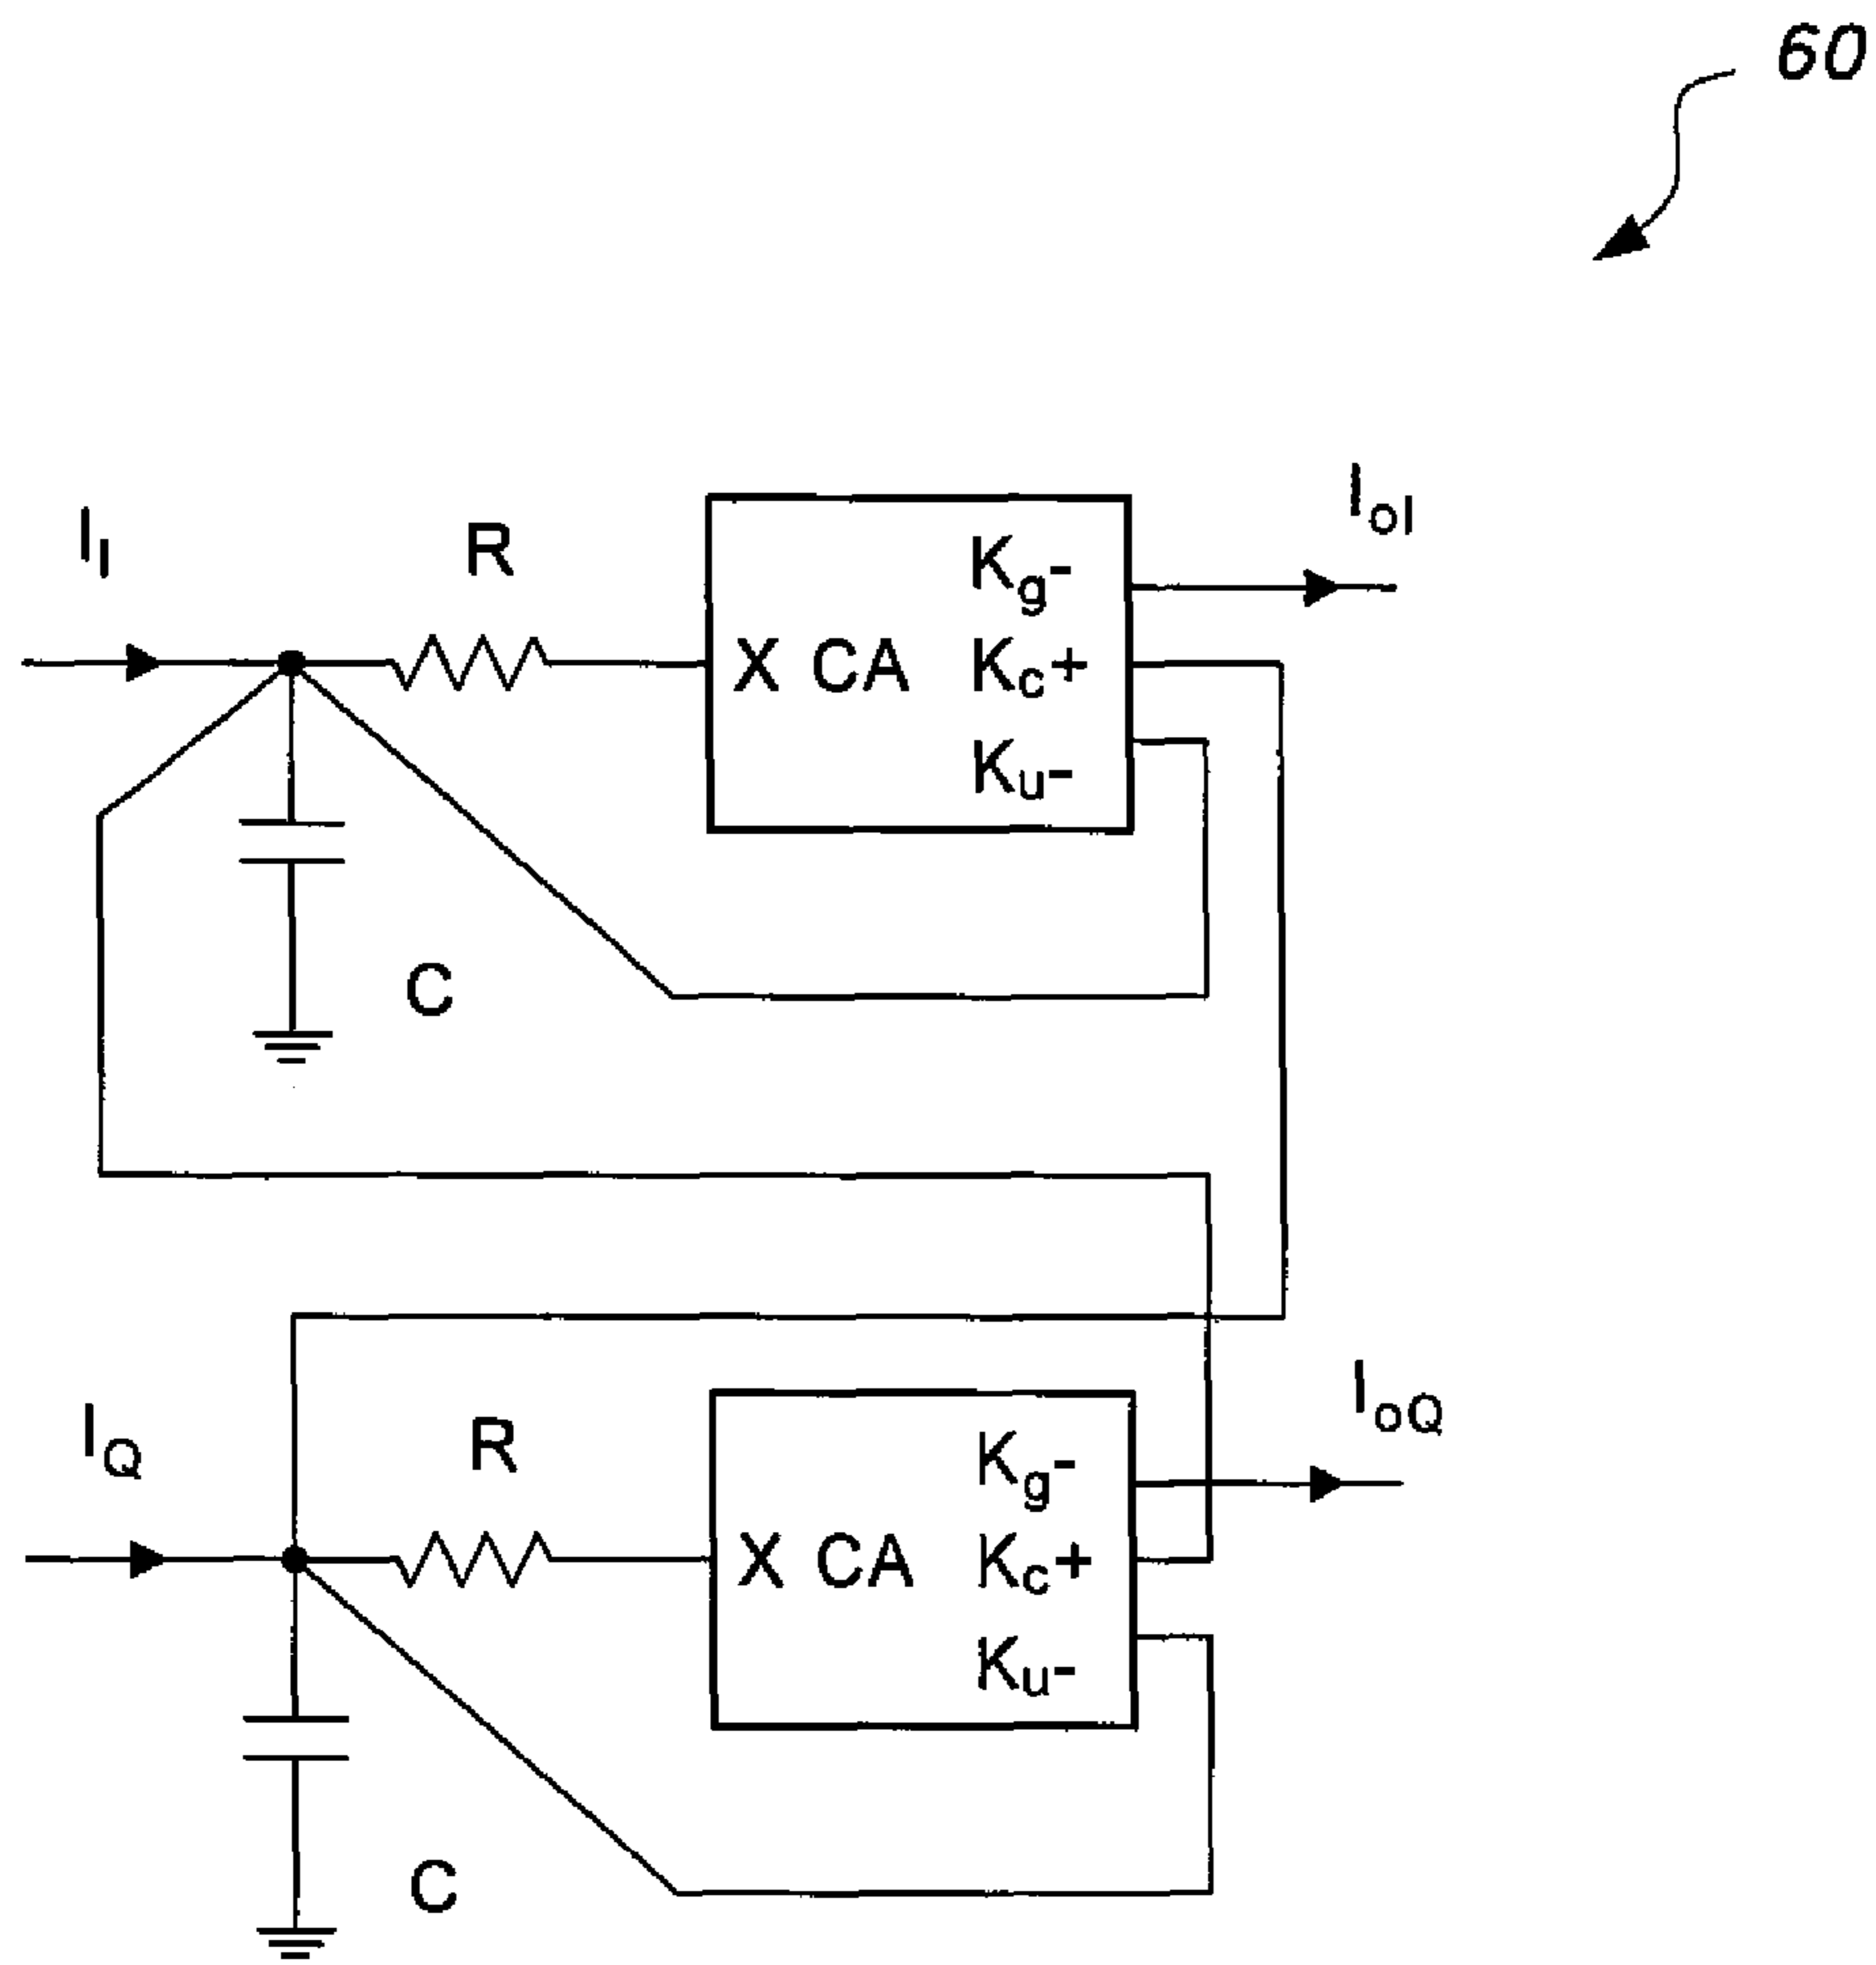 60
I_I
R
I_oI
K_g-
X CA
K_c+
K_u-
C
I_Q
R
I_oQ
K_g-
X CA
K_c+
K_u-
C